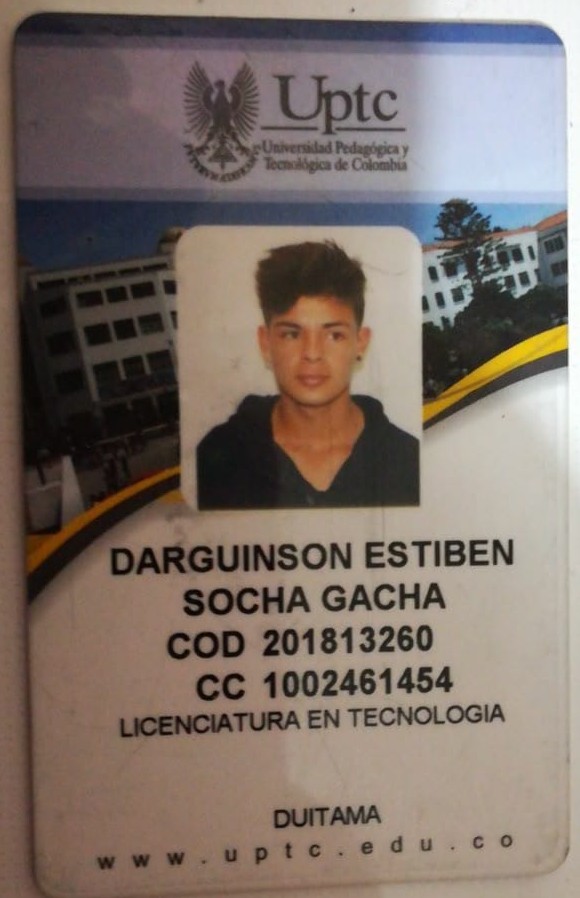 Uptc
Universidad Pedagógica y
Tecnológica de Colombia
DARGUINSON ESTIBEN
SOCHA GACHA
COD 201813260
CC 1002461454
LICENCIATURA EN TECNOLOGIA
DUITAMA
www.uptc.edu.co